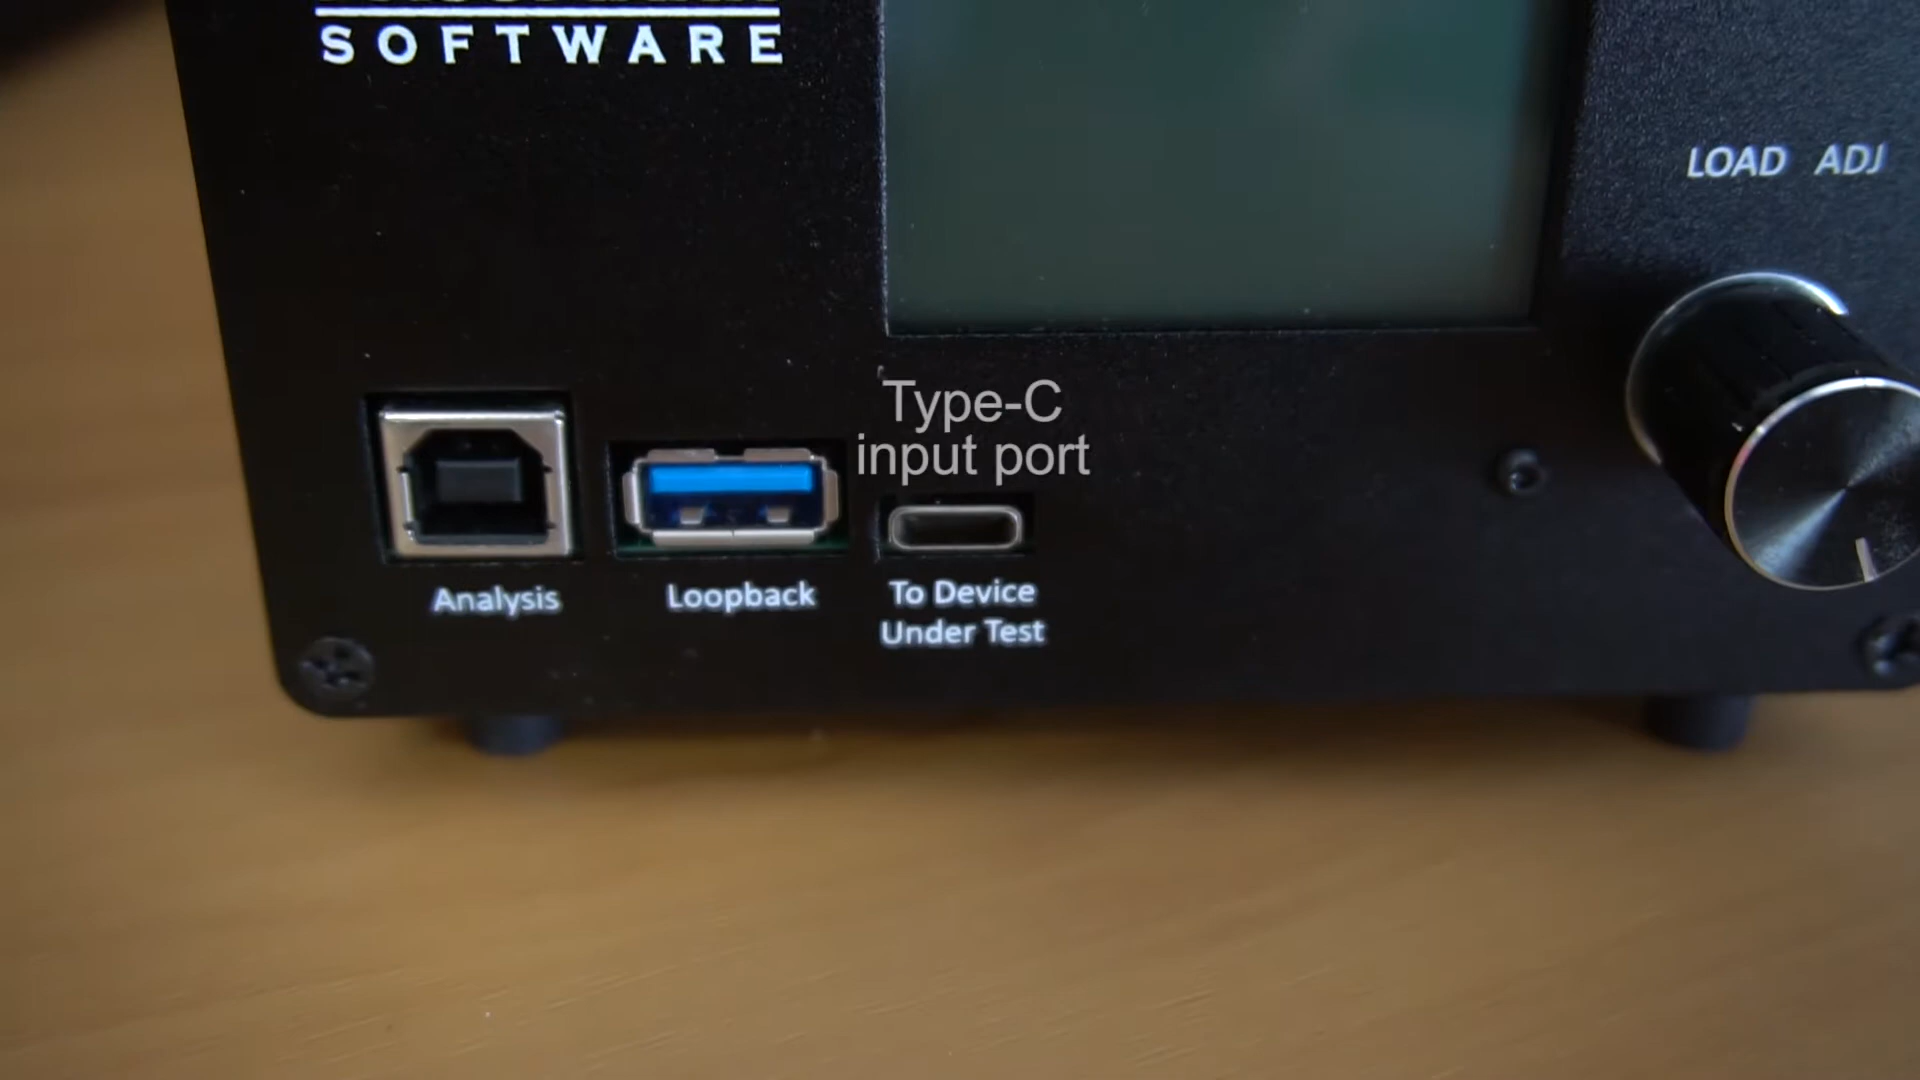 SOFTWARE
LOAD ADJ
Type-C
input port
Analysis
Loopback
To Device
Under Test